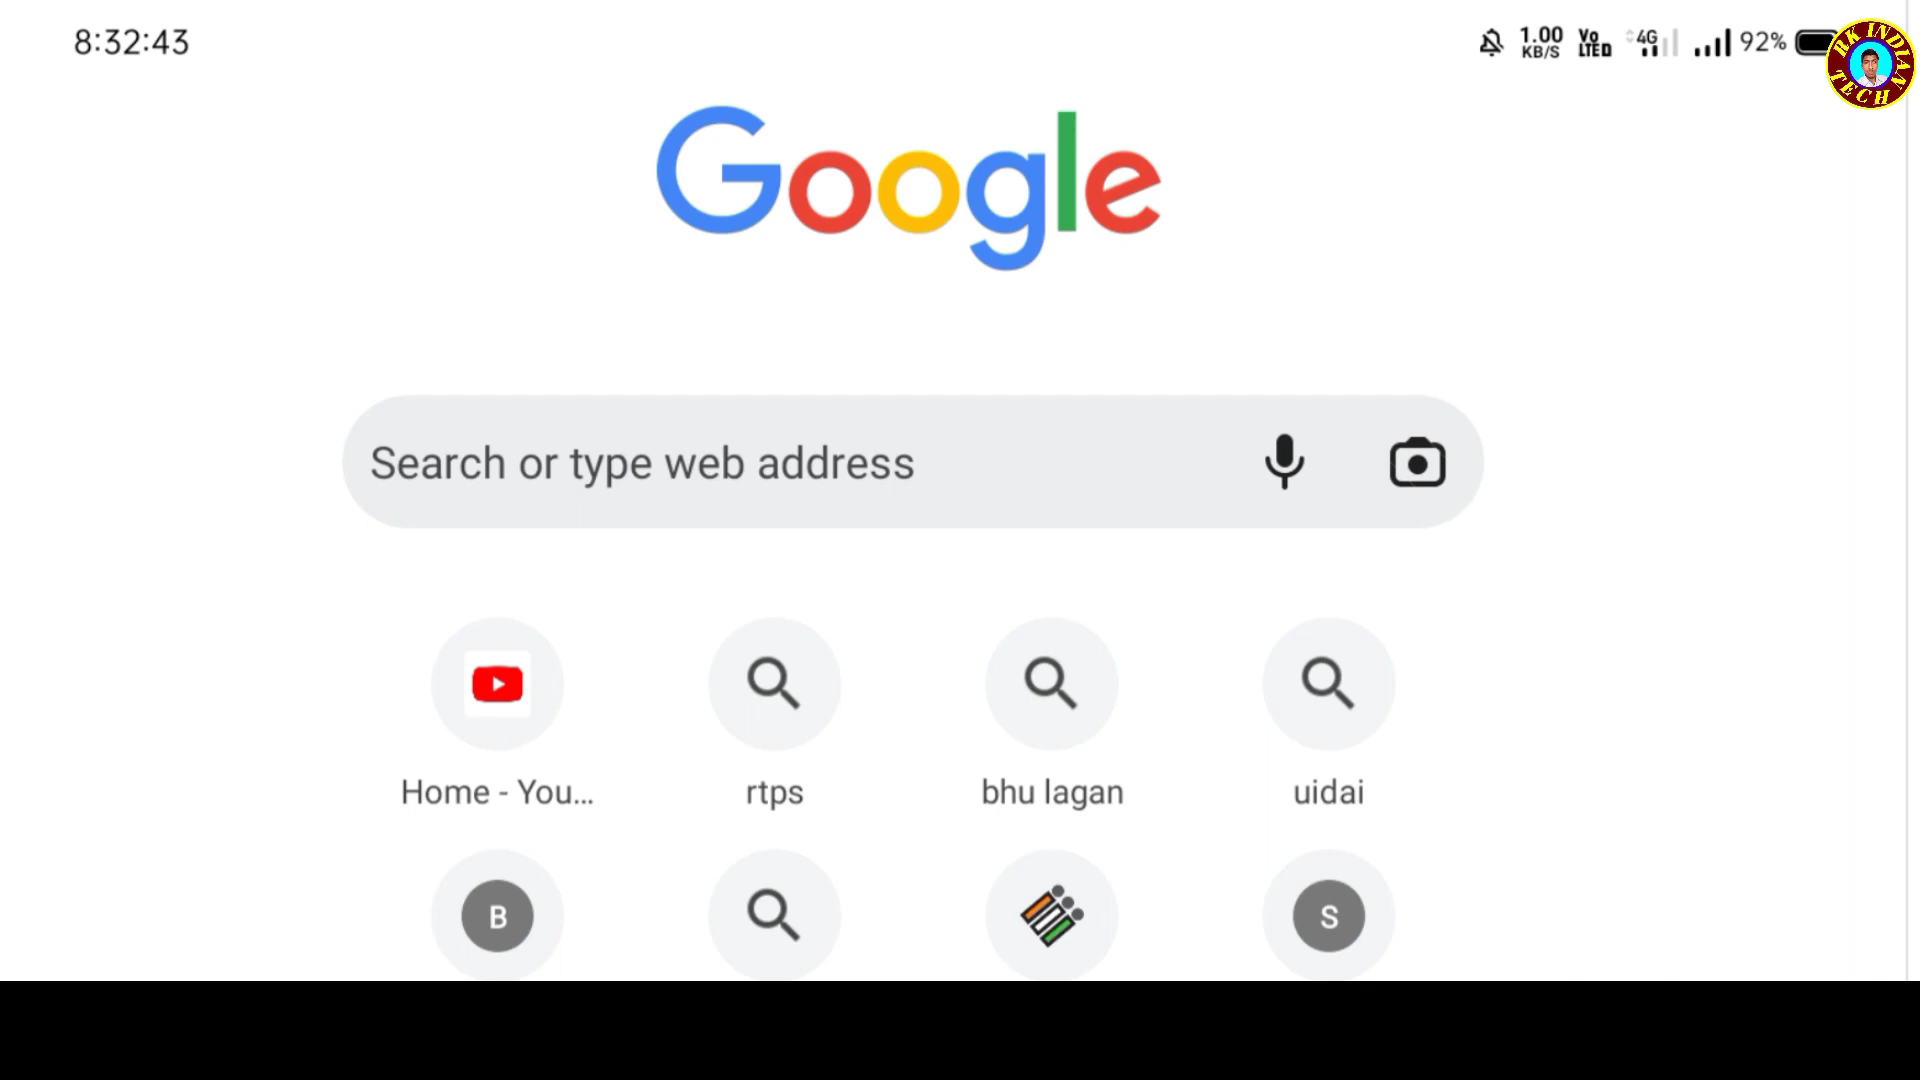 8:32:43
1.00 KB/S Vo LTE 4G 92%
RK INDIAN TECH
Google
Search or type web address
Home - You...
rtps
bhu lagan
uidai
B
S